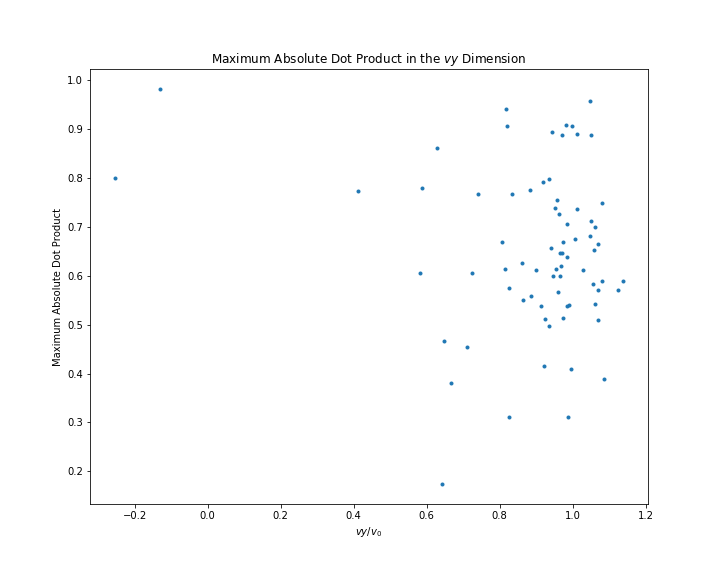 Maximum Absolute Dot Product in the vy Dimension
Maximum Absolute Dot Product
1.0
0.9
0.8
0.7
0.6
0.5
0.4
0.3
0.2
−0.2 0.0 0.2 0.4 0.6 0.8 1.0 1.2
vy/v₀